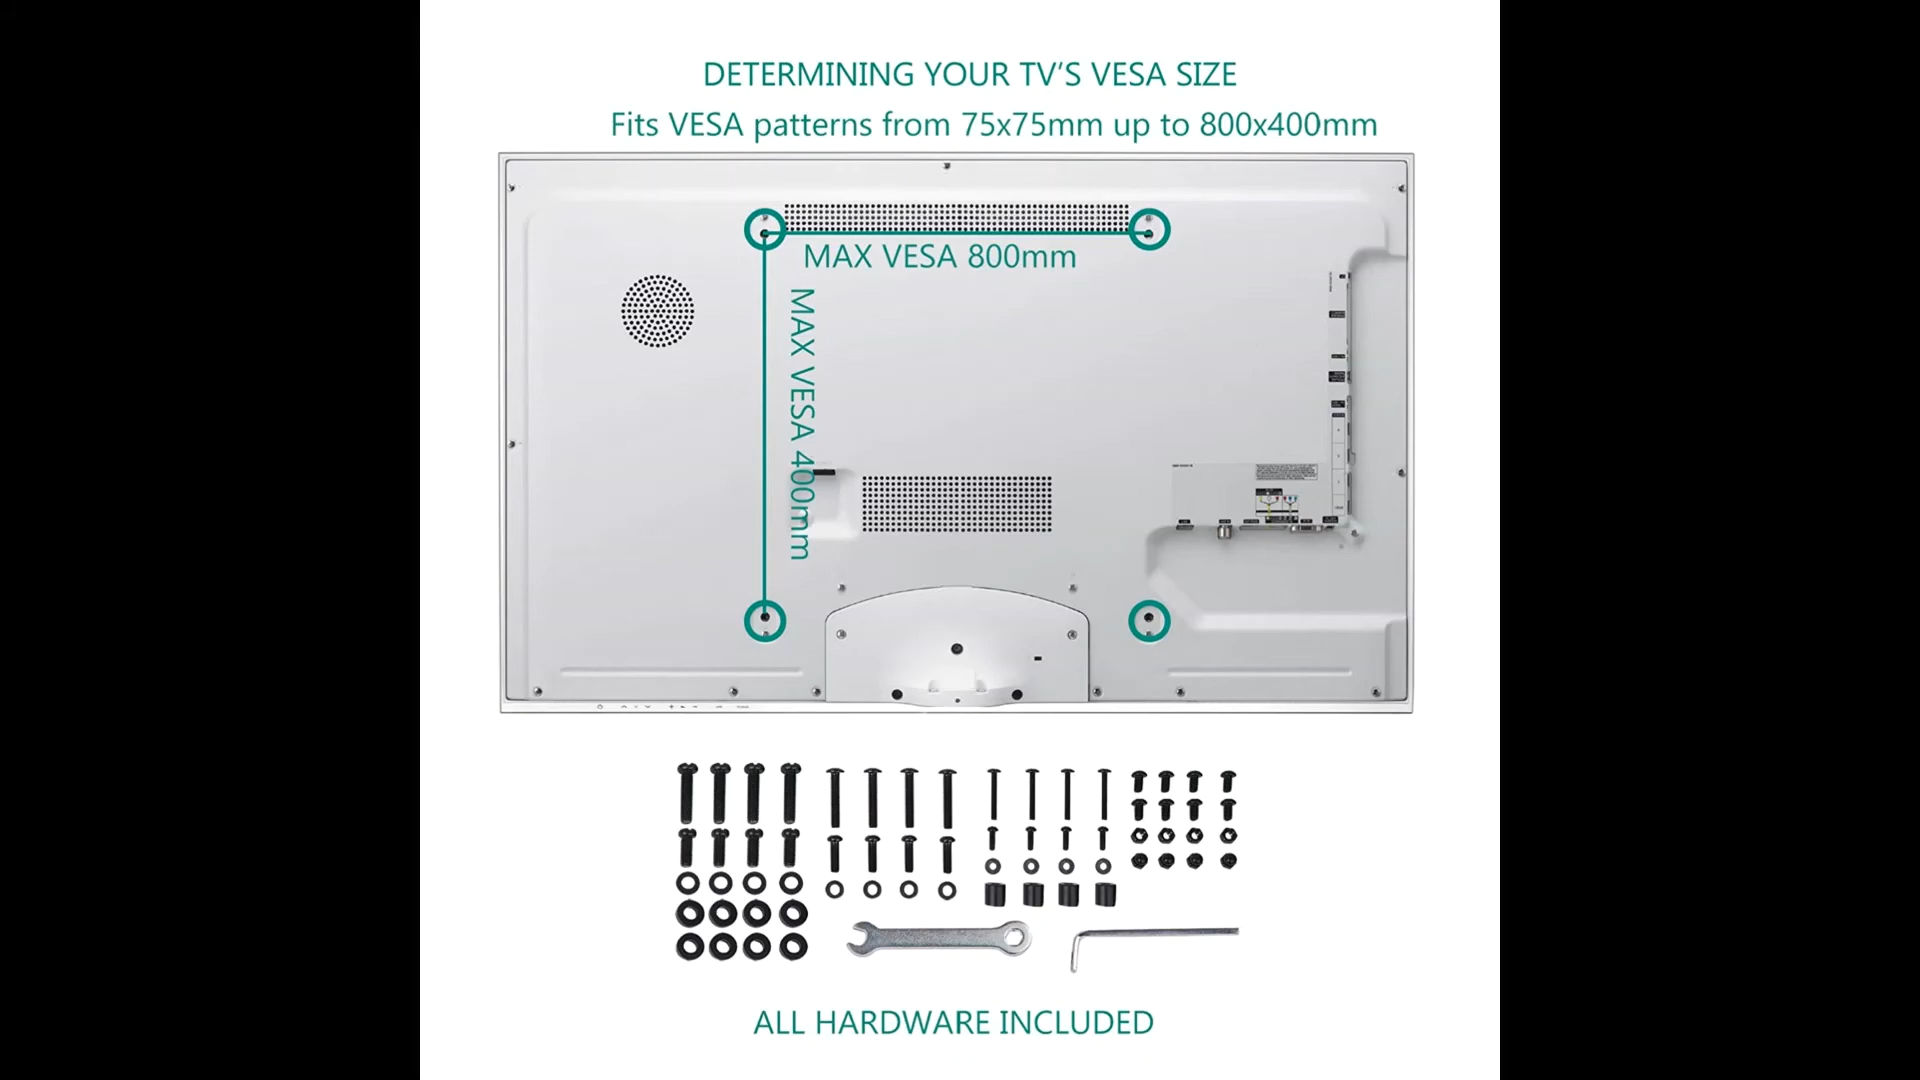 DETERMINING YOUR TV'S VESA SIZE
Fits VESA patterns from 75x75mm up to 800x400mm
MAX VESA 800mm
MAX VESA 400mm
ALL HARDWARE INCLUDED